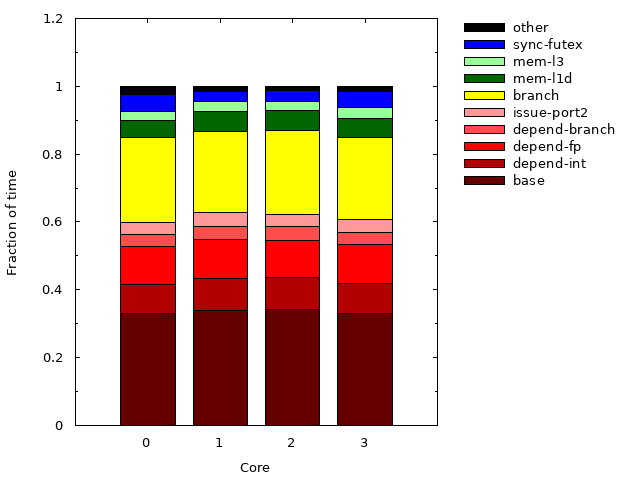 1.2
1
0.8
0.6
0.4
0.2
0
Fraction of time
0 1 2 3
Core
other
sync-futex
mem-l3
mem-l1d
branch
issue-port2
depend-branch
depend-fp
depend-int
base